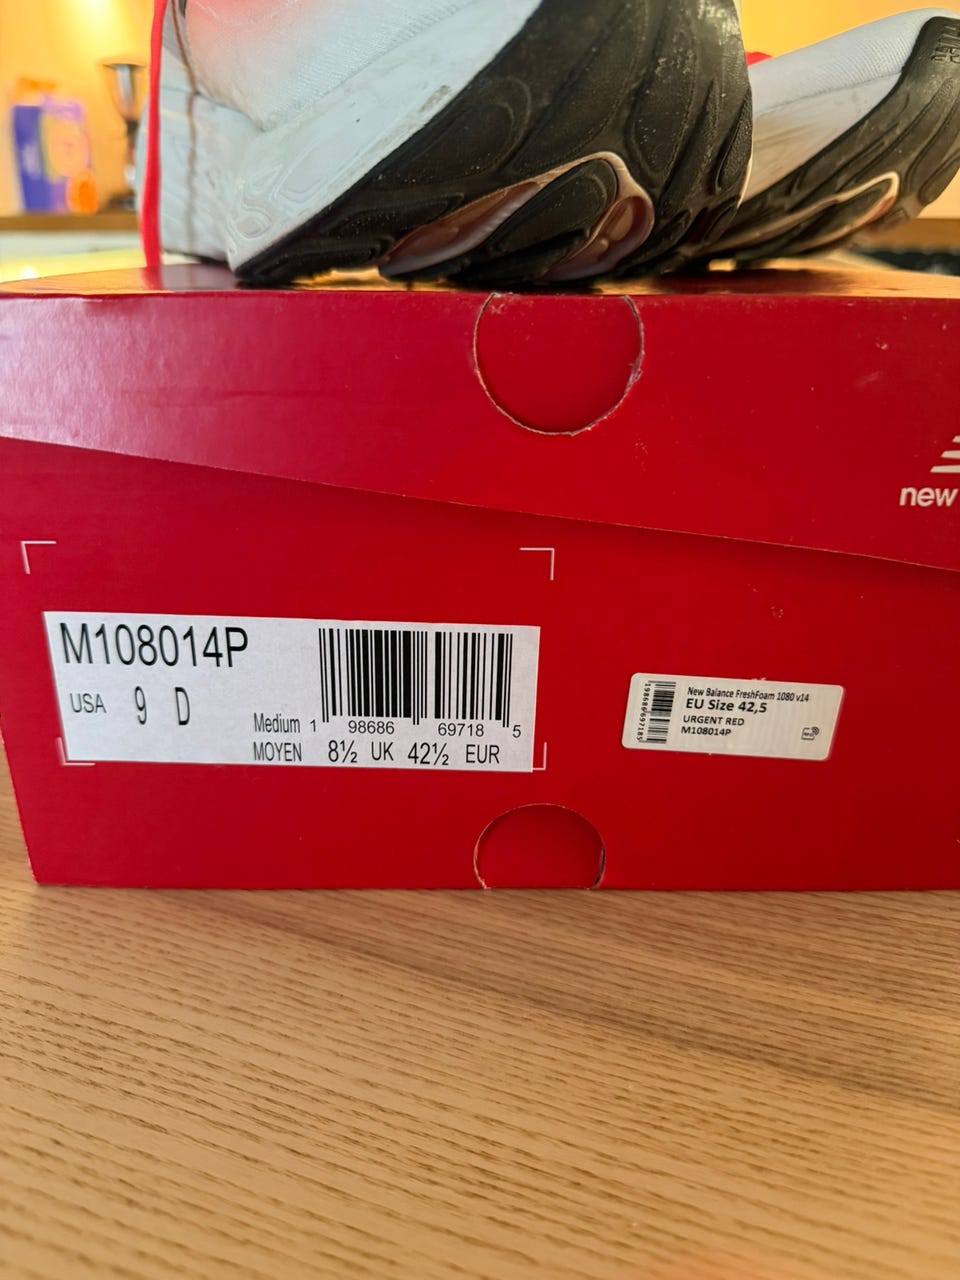 new
M108014P
USA 9 D
Medium 1 98686 69718 5
MOYEN 8½ UK 42½ EUR
New Balance FreshFoam 1080 v14
EU Size 42,5
URGENT RED
M108014P
198686697185